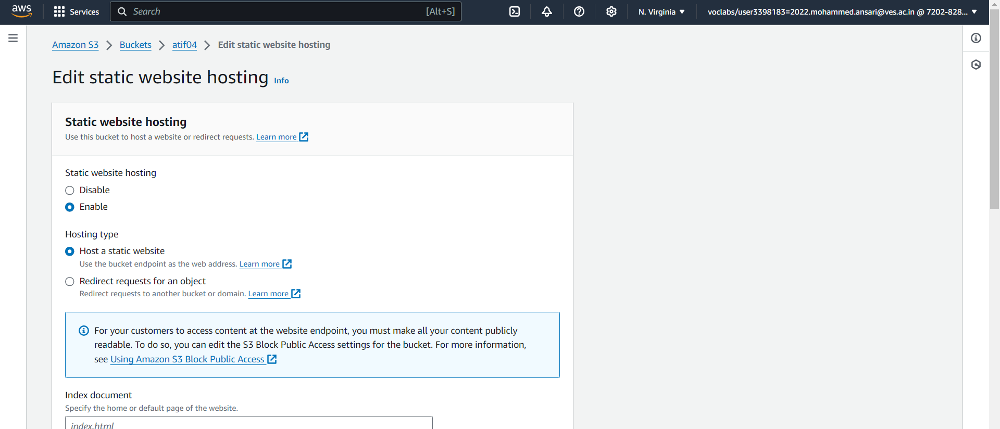 aws Services Search [Alt+S] N. Virginia voclabs/user3398183=2022.mohammed.ansari@ves.ac.in @ 7202-828...
Amazon S3 Buckets atif04 Edit static website hosting
Edit static website hosting Info
Static website hosting
Use this bucket to host a website or redirect requests. Learn more
Static website hosting
Disable
Enable
Hosting type
Host a static website
Use the bucket endpoint as the web address. Learn more
Redirect requests for an object
Redirect requests to another bucket or domain. Learn more
For your customers to access content at the website endpoint, you must make all your content publicly
readable. To do so, you can edit the S3 Block Public Access settings for the bucket. For more information,
see Using Amazon S3 Block Public Access
Index document
Specify the home or default page of the website.
index.html